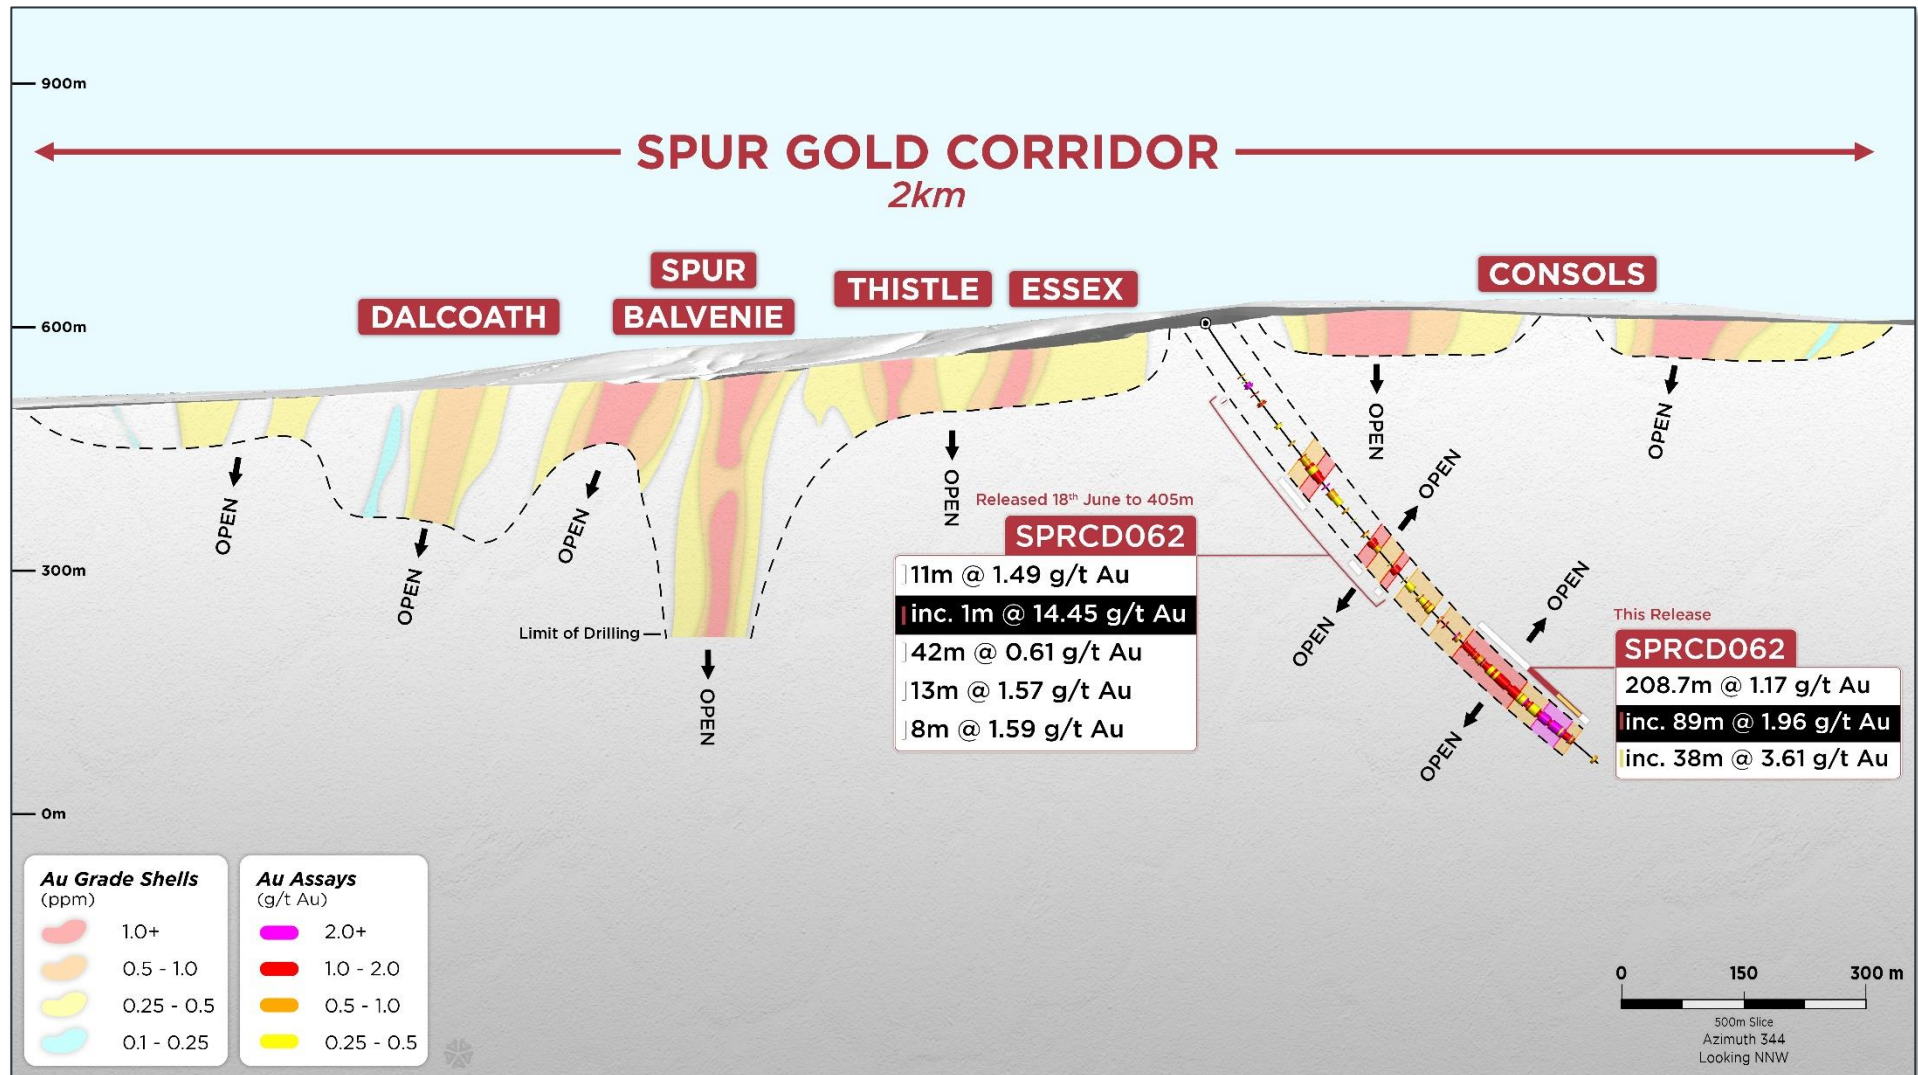 900m
SPUR GOLD CORRIDOR
2km
SPUR
BALVENIE
THISTLE
ESSEX
CONSOLS
DALCOATH
600m
OPEN
OPEN
OPEN
OPEN
OPEN
OPEN
OPEN
OPEN
OPEN
OPEN
OPEN
300m
Limit of Drilling
Released 18th June to 405m
SPRCD062
11m @ 1.49 g/t Au
inc. 1m @ 14.45 g/t Au
42m @ 0.61 g/t Au
13m @ 1.57 g/t Au
8m @ 1.59 g/t Au
This Release
SPRCD062
208.7m @ 1.17 g/t Au
inc. 89m @ 1.96 g/t Au
inc. 38m @ 3.61 g/t Au
0m
Au Grade Shells
(ppm)
1.0+
0.5 - 1.0
0.25 - 0.5
0.1 - 0.25
Au Assays
(g/t Au)
2.0+
1.0 - 2.0
0.5 - 1.0
0.25 - 0.5
0 150 300 m
500m Slice
Azimuth 344
Looking NNW